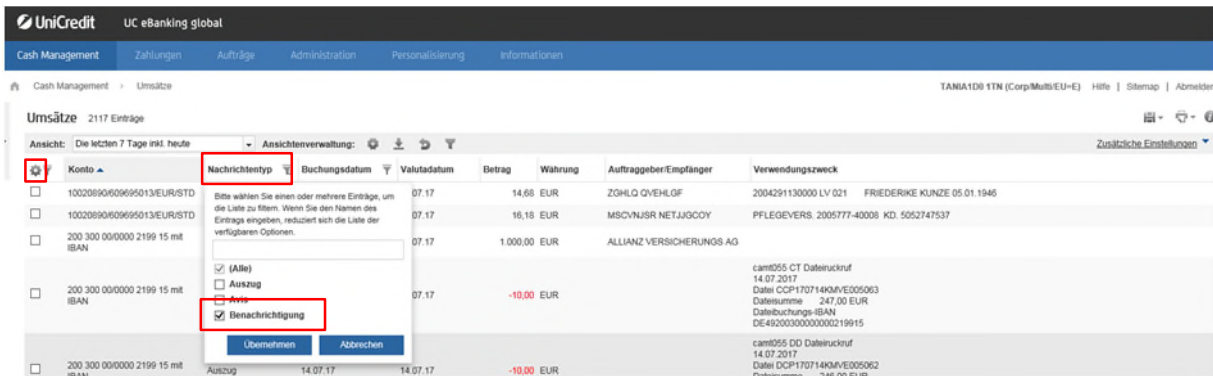 UniCredit UC eBanking global
Cash Management Zahlungen Aufträge Administration Personalisierung Informationen
Cash Management › Umsätze TANIA1D0 1TN (Corp/Multi/EU=E) Hilfe | Sitemap | Abmelden
Umsätze 2117 Einträge
Ansicht: Die letzten 7 Tage inkl. heute Ansichtenverwaltung: Zusätzliche Einstellungen
Konto Nachrichtentyp Buchungsdatum Valutadatum Betrag Währung Auftraggeber/Empfänger Verwendungszweck
10020890/609695013/EUR/STD 07.17 14,68 EUR ZGHLQ QVEHLGF 2004291130000 LV 021 FRIEDERIKE KUNZE 05.01.1946
10020890/609695013/EUR/STD 07.17 16,18 EUR MSCVNJSR NETJJGCOY PFLEGEVERS. 2005777-40008 KD. 5052747537
200 300 00/0000 2199 15 mit
IBAN
07.17 1.000,00 EUR ALLIANZ VERSICHERUNGS AG
Bitte wählen Sie einen oder mehrere Einträge, um
die Liste zu filtern. Wenn Sie den Namen des
Eintrags eingeben, reduziert sich die Liste der
verfügbaren Optionen.
(Alle)
Auszug
Avis
Benachrichtigung
Übernehmen Abbrechen
200 300 00/0000 2199 15 mit
IBAN
07.17 -10,00 EUR
camt055 CT Dateiruckruf
14.07.2017
Datei CCP170714KMVE005063
Dateisumme 247,00 EUR
Dateibuchungs-IBAN
DE49200300000000219915
200 300 00/0000 2199 15 mit
IBAN
Auszug 14.07.17 14.07.17 -10,00 EUR
camt055 DD Dateiruckruf
14.07.2017
Datei DCP170714KMVE005062
Dateisumme 246,00 EUR